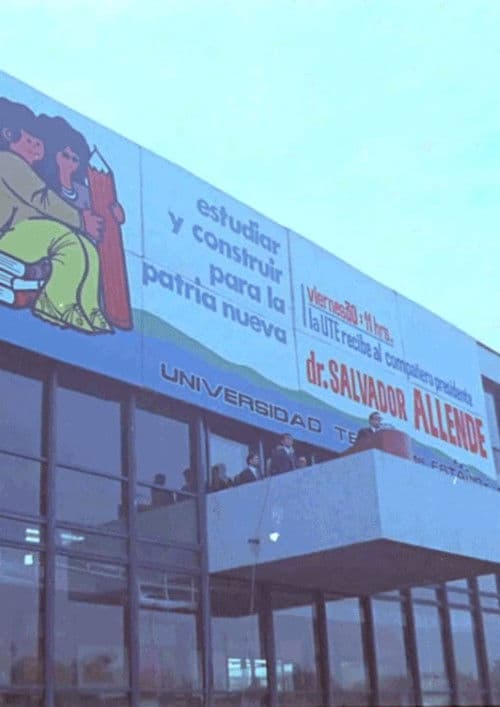 estudiar
y construir
para la
patria nueva
Viernes 30 : 11 hrs.
la UTE recibe al compañero presidente
dr. SALVADOR ALLENDE
UNIVERSIDAD